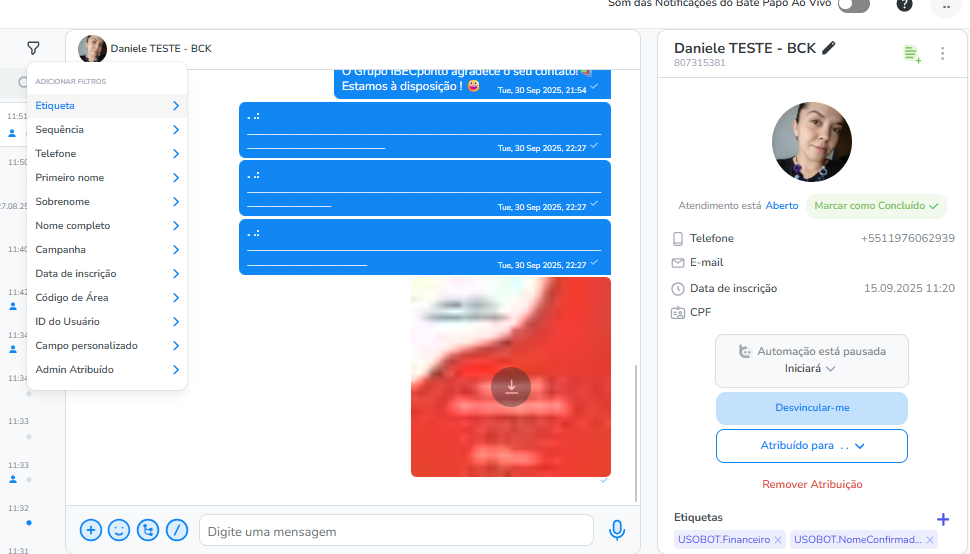 Som das Notificações do Bate Papo Ao Vivo
?
Daniele TESTE - BCK
ADICIONAR FILTROS
Etiqueta
Sequência
Telefone
Primeiro nome
Sobrenome
Nome completo
Campanha
Data de inscrição
Código de Área
ID do Usuário
Campo personalizado
Admin Atribuído
11:51
11:50
27.08.25
11:40
11:42
11:34
11:34
11:33
11:33
11:32
O Grupo IBECponto agradece o seu contato!
Estamos à disposição !
Tue, 30 Sep 2025, 21:54
. .:
Tue, 30 Sep 2025, 22:27
. .:
Tue, 30 Sep 2025, 22:27
. .:
Tue, 30 Sep 2025, 22:27
Digite uma mensagem
Daniele TESTE - BCK
807315381
Atendimento está Aberto
Marcar como Concluído
Telefone
+5511976062939
E-mail
Data de inscrição
15.09.2025 11:20
CPF
Automação está pausada
Iniciará
Desvincular-me
Atribuído para . .
Remover Atribuição
Etiquetas
USOBOT.Financeiro
USOBOT.NomeConfirmad...